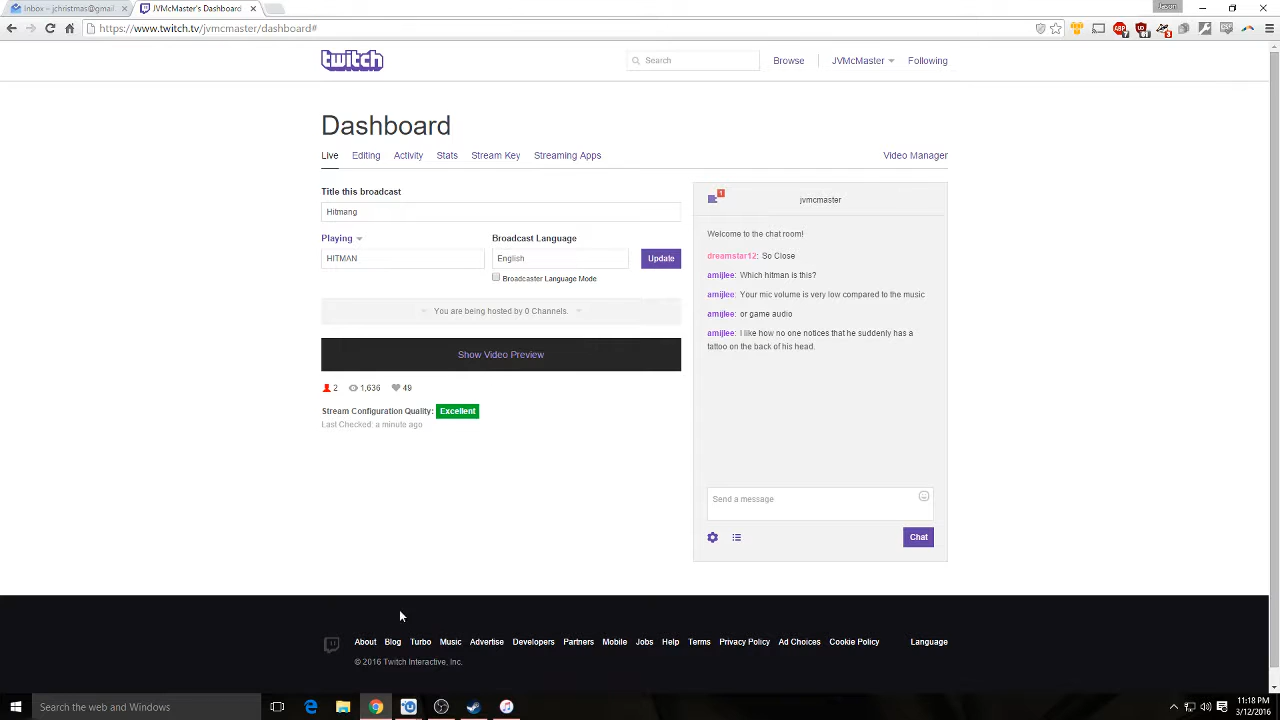 Inbox – jchristmas@gmail.
JVMcMaster's Dashboard
https://www.twitch.tv/jvmcmaster/dashboard#
twitch
Search
Browse
JVMcMaster
Following
Dashboard
Live
Editing
Activity
Stats
Stream Key
Streaming Apps
Video Manager
Title this broadcast
Hitmang
Playing
Broadcast Language
HITMAN
English
Update
Broadcaster Language Mode
You are being hosted by 0 Channels.
Show Video Preview
2
1,636
49
Stream Configuration Quality: Excellent
Last Checked: a minute ago
1
jvmcmaster
Welcome to the chat room!
dreamstar12: So Close
amijlee: Which hitman is this?
amijlee: Your mic volume is very low compared to the music
amijlee: or game audio
amijlee: I like how no one notices that he suddenly has a
tattoo on the back of his head.
Send a message
Chat
About Blog Turbo Music Advertise Developers Partners Mobile Jobs Help Terms Privacy Policy Ad Choices Cookie Policy
Language
© 2016 Twitch Interactive, Inc.
Search the web and Windows
11:18 PM
3/12/2016